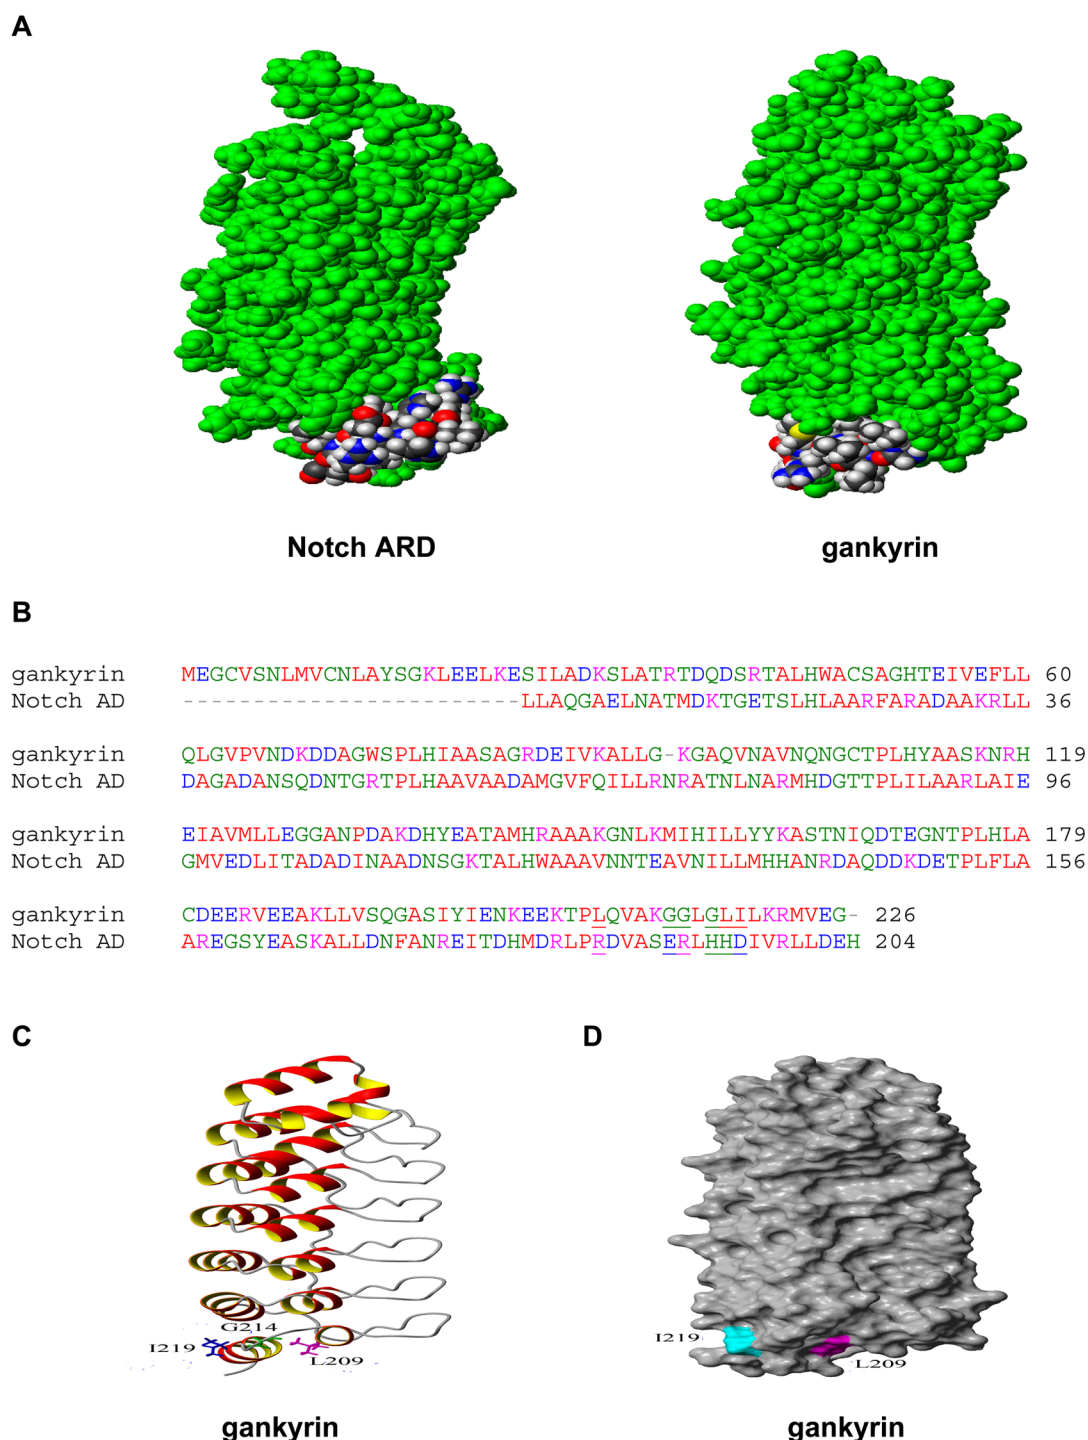 A
Notch ARD gankyrin
B
gankyrin MEGCVSNLMVCNLAYSGKLEELKESILADKSLATRTDQDSRTALHWACSAGHTEIVEFLL 60
Notch AD ------------------------LLAQGAELNATMDKTGETSLHLAARFARADAAKRLL 36
gankyrin QLGVPVNDKDDAGWSPLHIAASAGRDEIVKALLG-KGAQVNAVNQNGCTPLHYAASKNRH 119
Notch AD DAGADANSQDNTGRTPLHAAVAADAMGVFQILLRNRATNLNARMHDGTTPLILAARLAIE 96
gankyrin EIAVMLLEGGANPDAKDHYEATAMHRAAAKGNLKMIHILLYYKASTNIQDTEGNTPLHLA 179
Notch AD GMVEDLITADADINAADNSGKTALHWAAAVNNTEAVNILLMHHANRDAQDDKDETPLFLA 156
gankyrin CDEERVEEAKLLVSQGASIYIENKEEKTPLQVAKGGLGLILKRMVEG- 226
Notch AD AREGSYEASKALLDNFANREITDHMDRLPRDVASERLHHDIVRLLDEH 204
C D
G214
I219
L209
I219
L209
gankyrin gankyrin